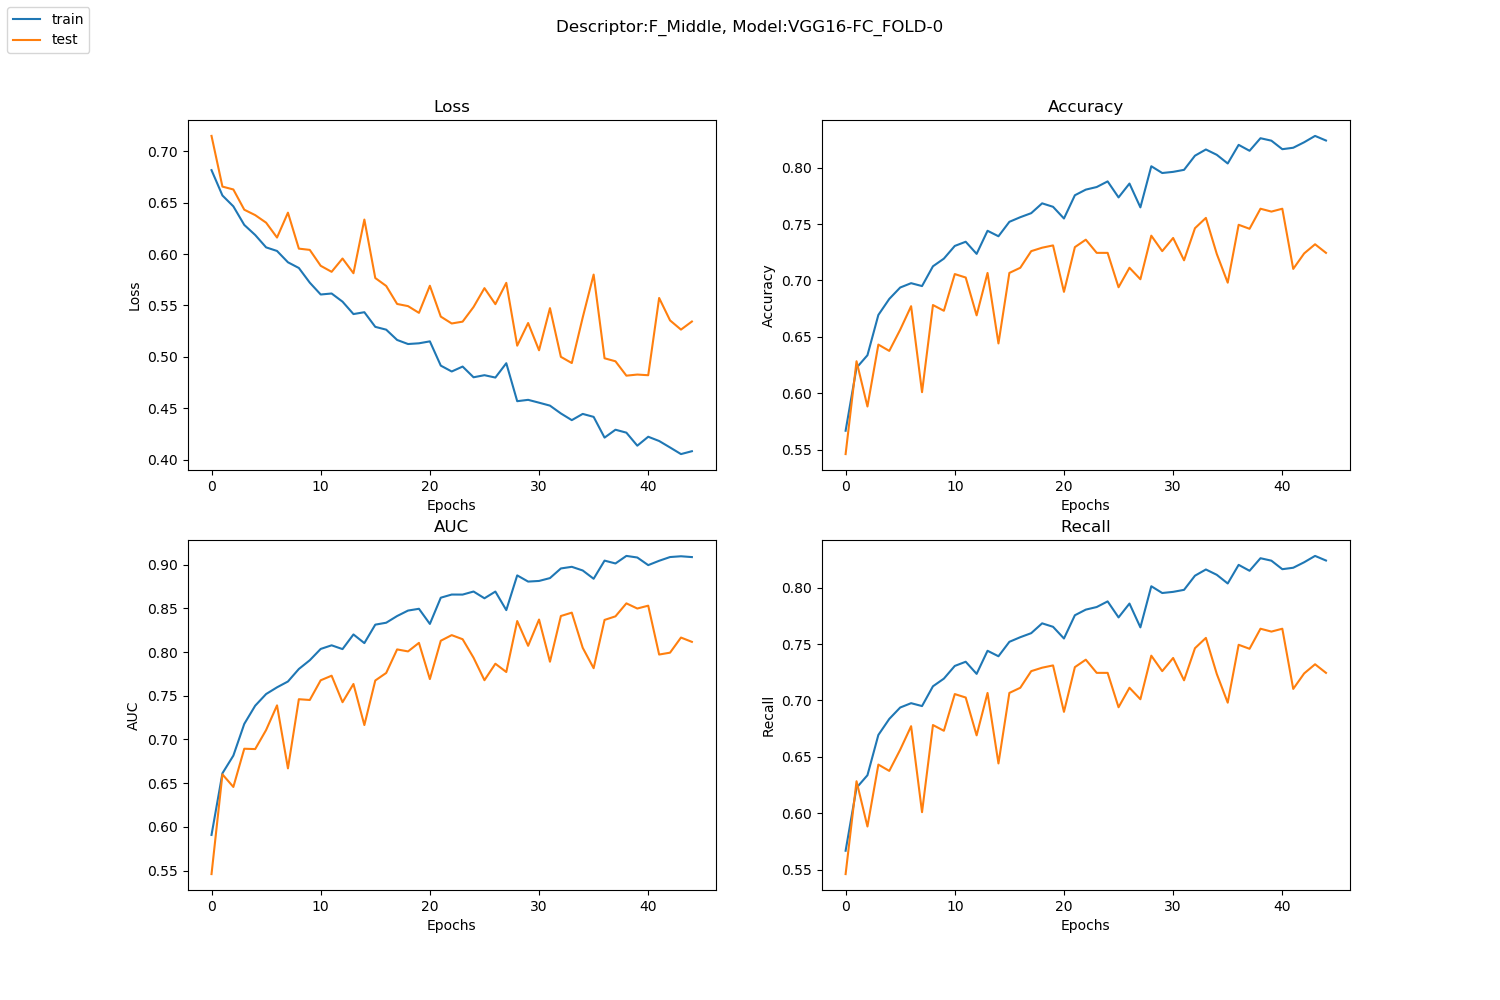 train
test
Descriptor:F_Middle, Model:VGG16-FC_FOLD-0
Loss
Loss
0.70
0.65
0.60
0.55
0.50
0.45
0.40
0 10 20 30 40
Epochs
Accuracy
Accuracy
0.80
0.75
0.70
0.65
0.60
0.55
0 10 20 30 40
Epochs
AUC
AUC
0.90
0.85
0.80
0.75
0.70
0.65
0.60
0.55
0 10 20 30 40
Epochs
Recall
Recall
0.80
0.75
0.70
0.65
0.60
0.55
0 10 20 30 40
Epochs